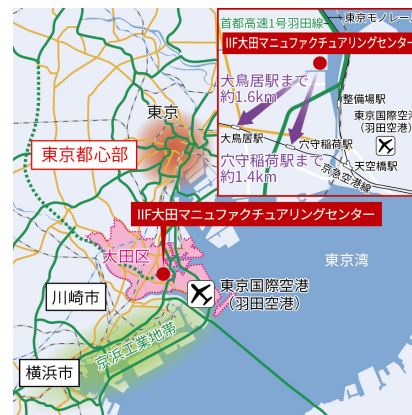 首都高速1号羽田線
東京モノレー
IIF大田マニュファクチュアリングセンター
大鳥居駅まで
約1.6km
整備場駅
東京国際空
(羽田空港)
大鳥居駅
穴守稲荷駅
天空橋駅
穴守稲荷駅まで
約1.4km
京急空港線
東京
東京都心部
IIF大田マニュファクチュアリングセンター
大田区
東京湾
川崎市
東京国際空港
(羽田空港)
京浜工業地帯
横浜市